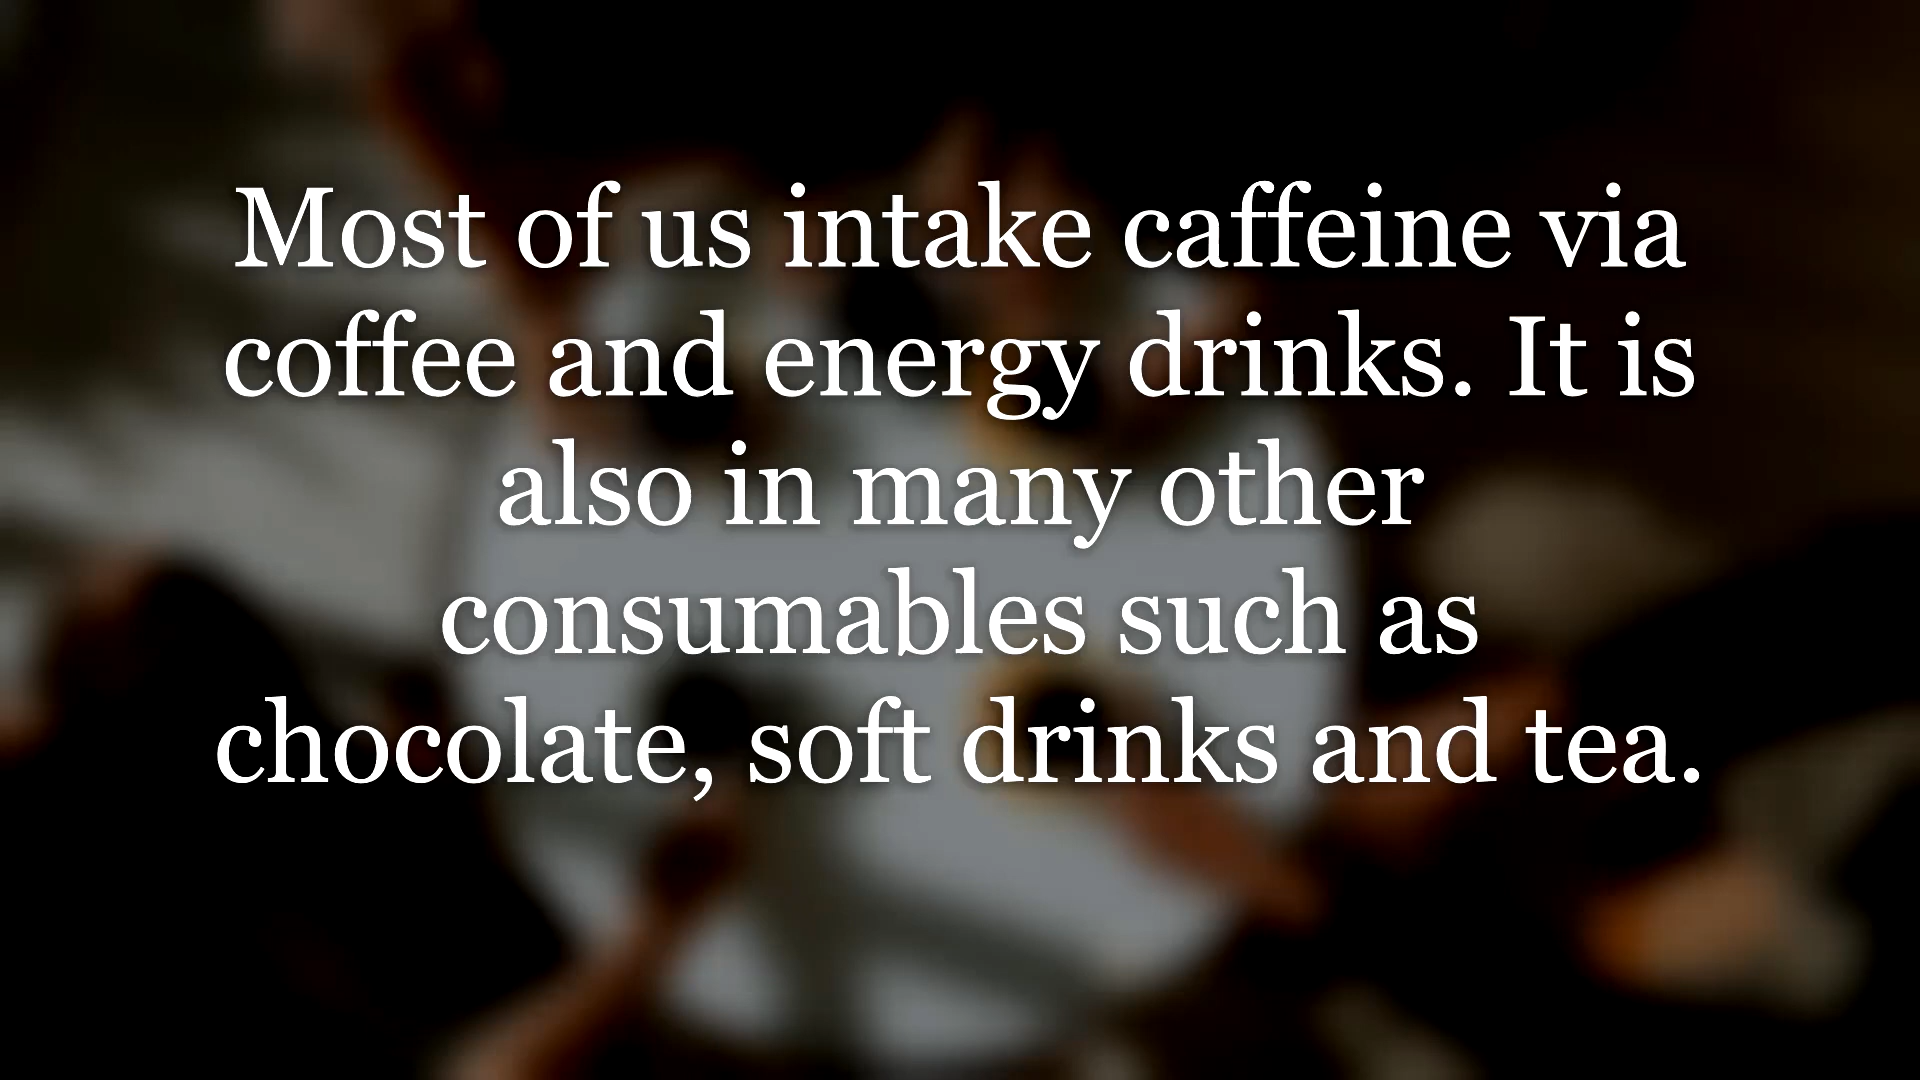 Most of us intake caffeine via
coffee and energy drinks. It is
also in many other
consumables such as
chocolate, soft drinks and tea.